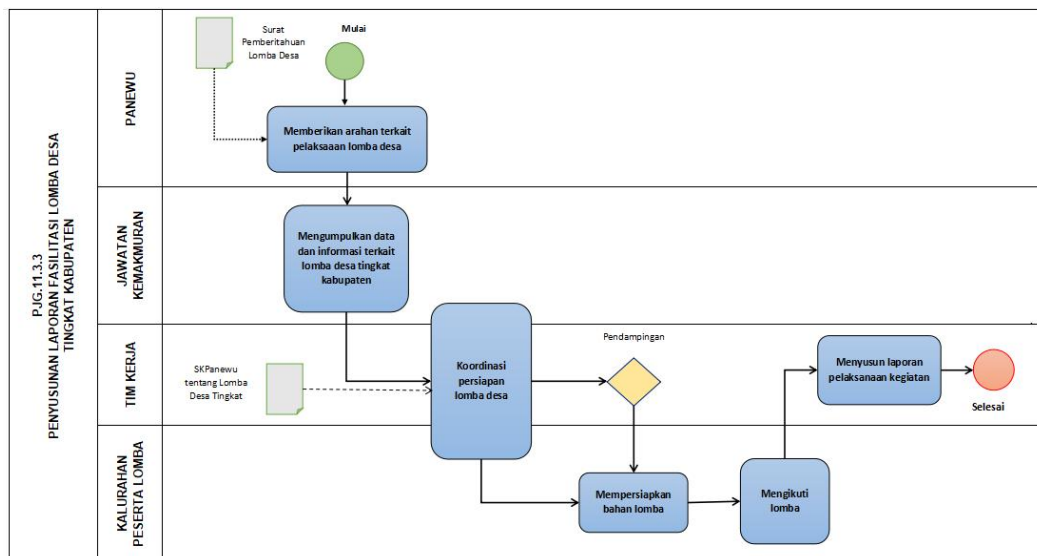 PJG.11.3.3
PENYUSUNAN LAPORAN FASILITASI LOMBA DESA
TINGKAT KABUPATEN
PANEWU
Surat
Pemberitahuan
Lomba Desa
Mulai
Memberikan arahan terkait
pelaksaaan lomba desa
JAWATAN
KEMAKMURAN
Mengumpulkan data
dan informasi terkait
lomba desa tingkat
kabupaten
TIM KERJA
SKPanewu
tentang Lomba
Desa Tingkat
Koordinasi
persiapan
lomba desa
Pendampingan
Menyusun laporan
pelaksanaan kegiatan
Selesai
KALURAHAN
PESERTA LOMBA
Mempersiapkan
bahan lomba
Mengikuti
lomba